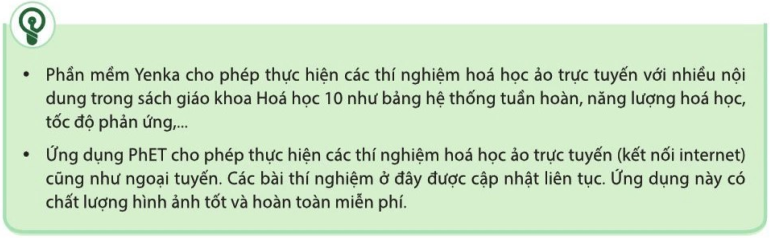 • Phần mềm Yenka cho phép thực hiện các thí nghiệm hoá học ảo trực tuyến với nhiều nội
dung trong sách giáo khoa Hoá học 10 như bảng hệ thống tuần hoàn, năng lượng hoá học,
tốc độ phản ứng,...
• Ứng dụng PhET cho phép thực hiện các thí nghiệm hoá học ảo trực tuyến (kết nối internet)
cũng như ngoại tuyến. Các bài thí nghiệm ở đây được cập nhật liên tục. Ứng dụng này có
chất lượng hình ảnh tốt và hoàn toàn miễn phí.